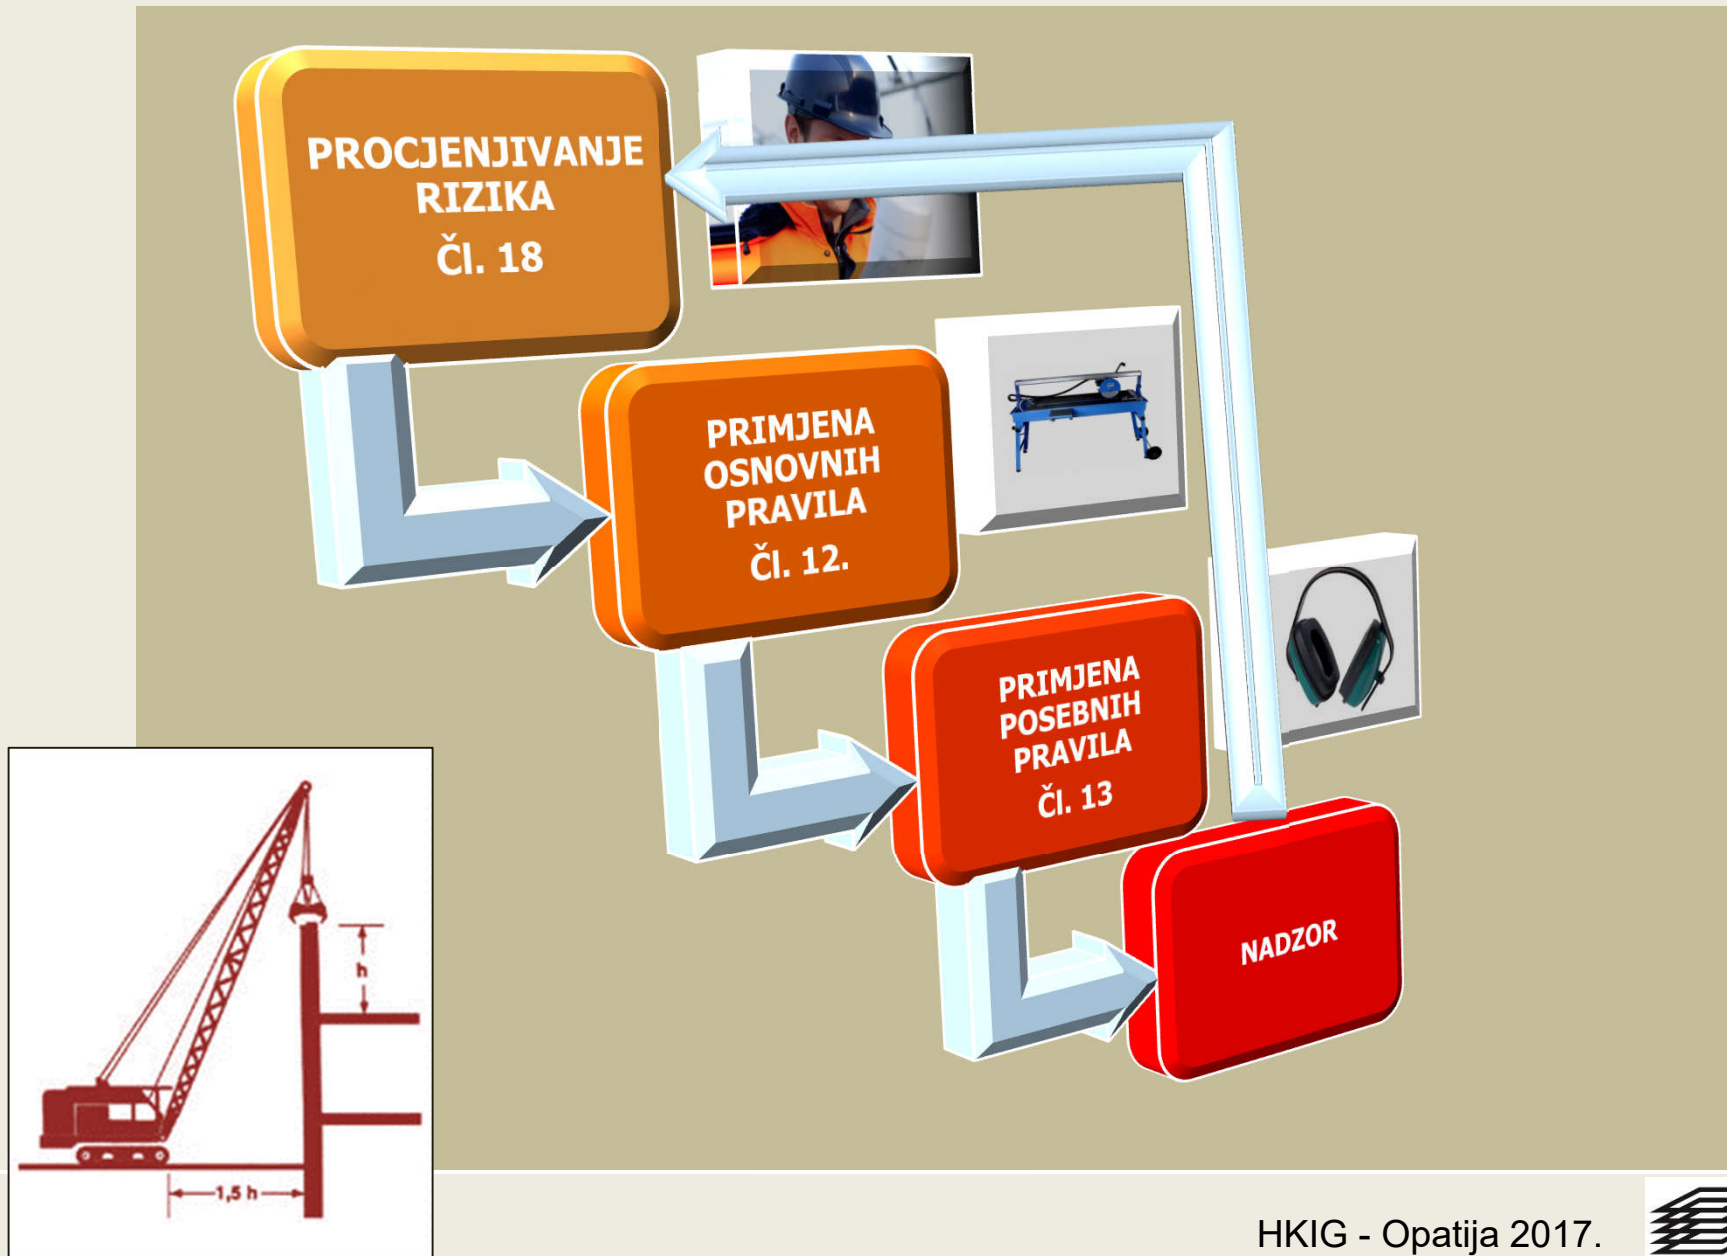 PROCJENJIVANJE
RIZIKA
Čl. 18
PRIMJENA
OSNOVNIH
PRAVILA
Čl. 12.
PRIMJENA
POSEBNIH
PRAVILA
Čl. 13
NADZOR
h
1,5 h
HKIG - Opatija 2017.